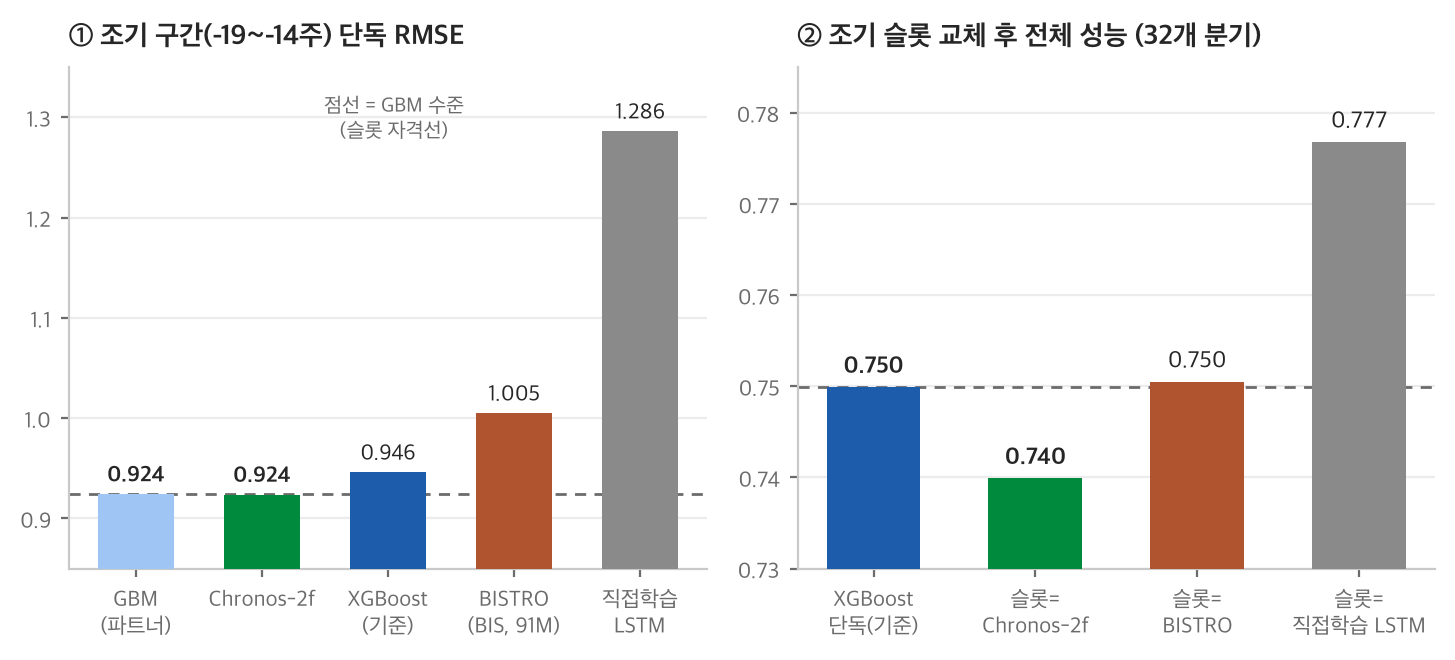 ① 조기 구간(-19~-14주) 단독 RMSE
점선 = GBM 수준
(슬롯 자격선)
1.3
1.2
1.1
1.0
0.9
0.924
0.924
0.946
1.005
1.286
GBM
(파트너)
Chronos-2f
XGBoost
(기준)
BISTRO
(BIS, 91M)
직접학습
LSTM
② 조기 슬롯 교체 후 전체 성능 (32개 분기)
0.78
0.77
0.76
0.75
0.74
0.73
0.750
0.740
0.750
0.777
XGBoost
단독(기준)
슬롯=
Chronos-2f
슬롯=
BISTRO
슬롯=
직접학습 LSTM